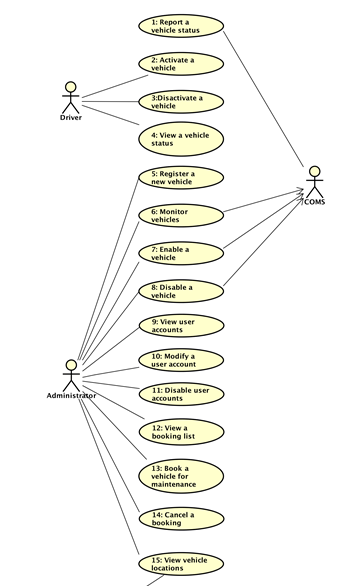 1: Report a
vehicle status
2: Activate a
vehicle
3:Disactivate a
vehicle
Driver
4: View a vehicle
status
5: Register a
new vehicle
COMS
6: Monitor
vehicles
7: Enable a
vehicle
8: Disable a
vehicle
9: View user
accounts
10: Modify a
user account
Administrator
11: Disable user
accounts
12: View a
booking list
13: Book a
vehicle for
maintenance
14: Cancel a
booking
15: View vehicle
locations